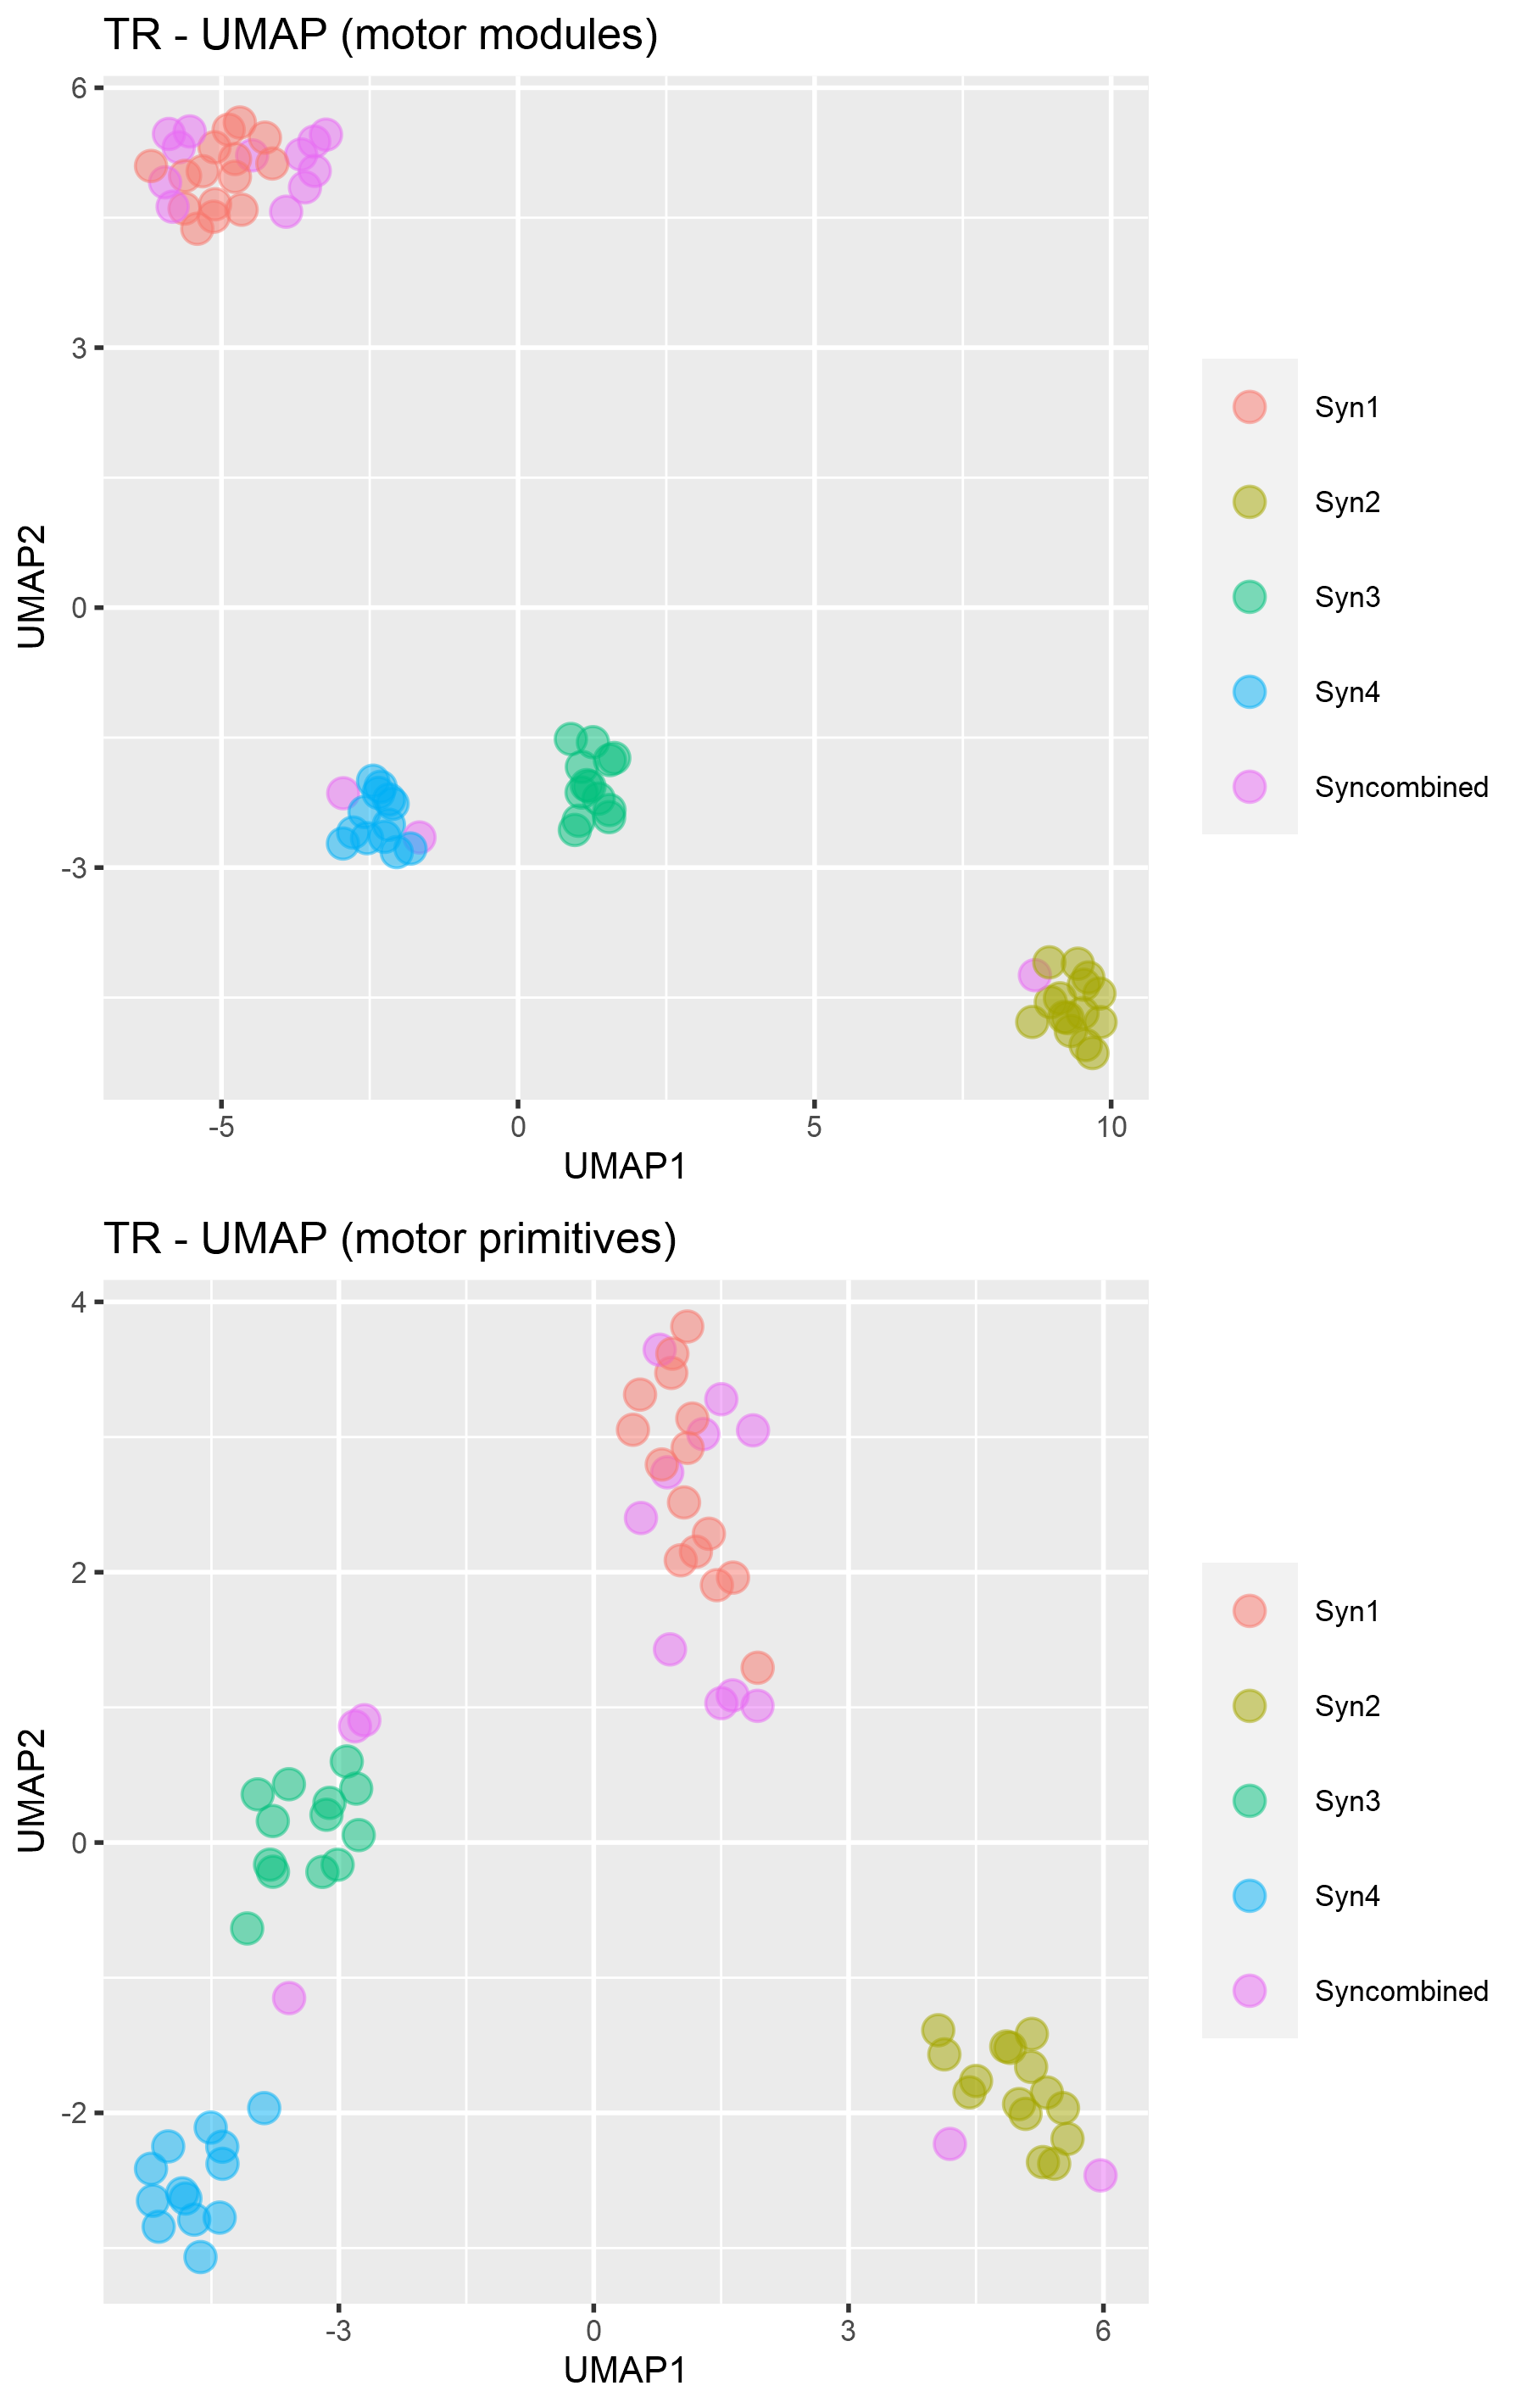 TR - UMAP (motor modules)
6
3
0
-3
UMAP2
-5 0 5 10
UMAP1
Syn1
Syn2
Syn3
Syn4
Syncombined
TR - UMAP (motor primitives)
4
2
0
-2
UMAP2
-3 0 3 6
UMAP1
Syn1
Syn2
Syn3
Syn4
Syncombined